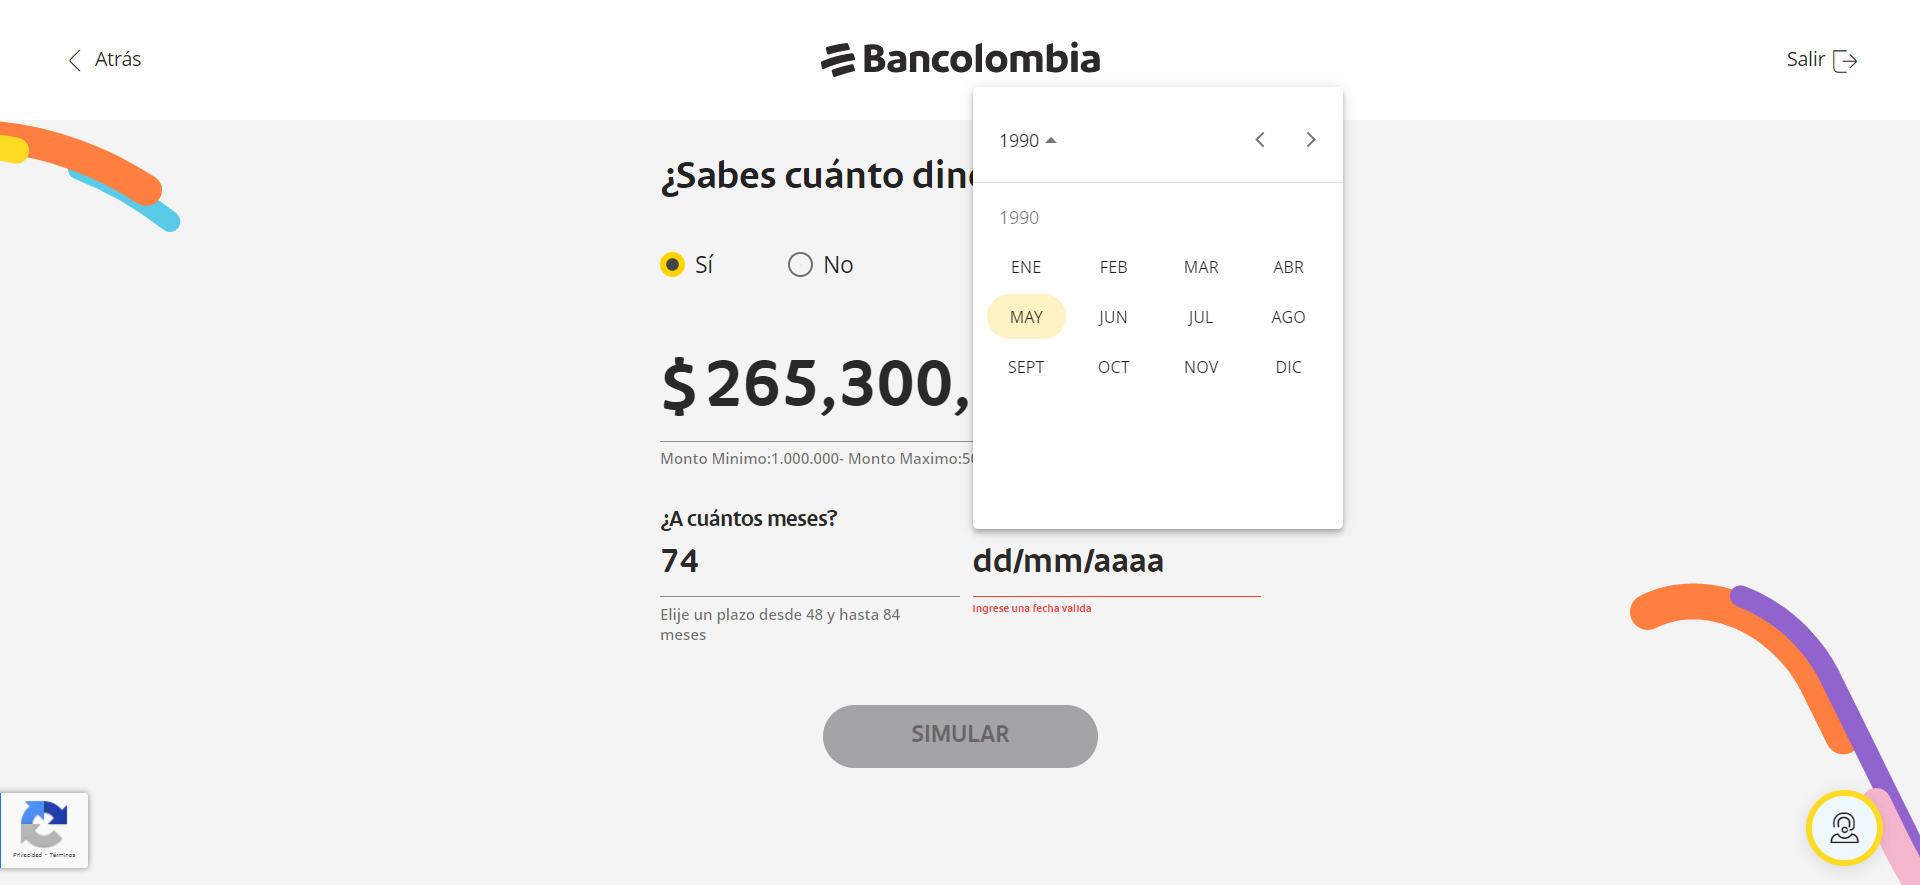 Atrás
Bancolombia
Salir
¿Sabes cuánto din
Sí
No
$265,300,
Monto Minimo:1.000.000- Monto Maximo:5
¿A cuántos meses?
74
Elije un plazo desde 48 y hasta 84
meses
1990
1990
ENE FEB MAR ABR
MAY JUN JUL AGO
SEPT OCT NOV DIC
dd/mm/aaaa
Ingrese una fecha valida
SIMULAR
Privacidad - Términos